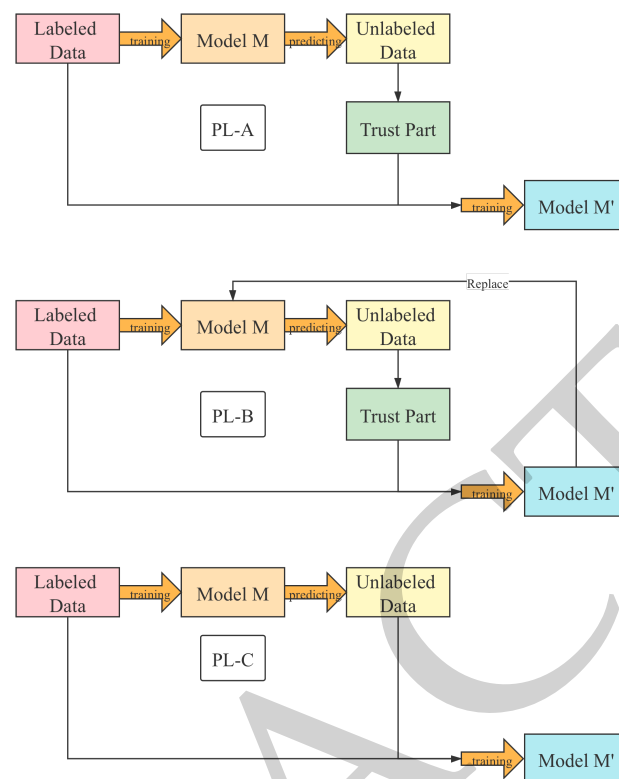 Labeled
Data
training
Model M
predicting
Unlabeled
Data
PL-A
Trust Part
training
Model M'
Replace
Labeled
Data
training
Model M
predicting
Unlabeled
Data
PL-B
Trust Part
training
Model M'
Labeled
Data
training
Model M
predicting
Unlabeled
Data
PL-C
training
Model M'
ACT